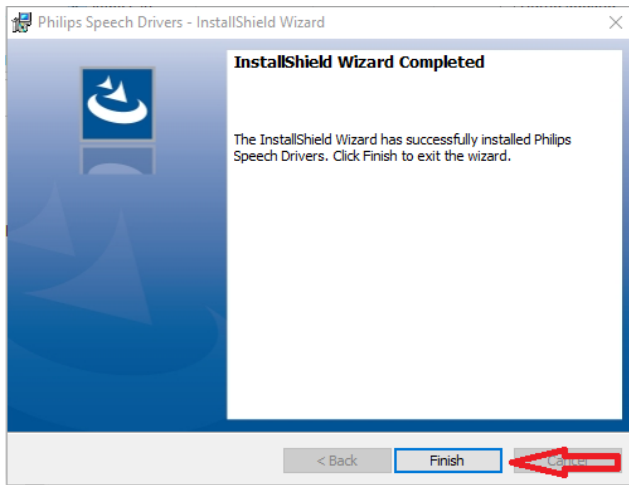 Philips Speech Drivers - InstallShield Wizard
InstallShield Wizard Completed
The InstallShield Wizard has successfully installed Philips
Speech Drivers. Click Finish to exit the wizard.
< Back
Finish
Cancel